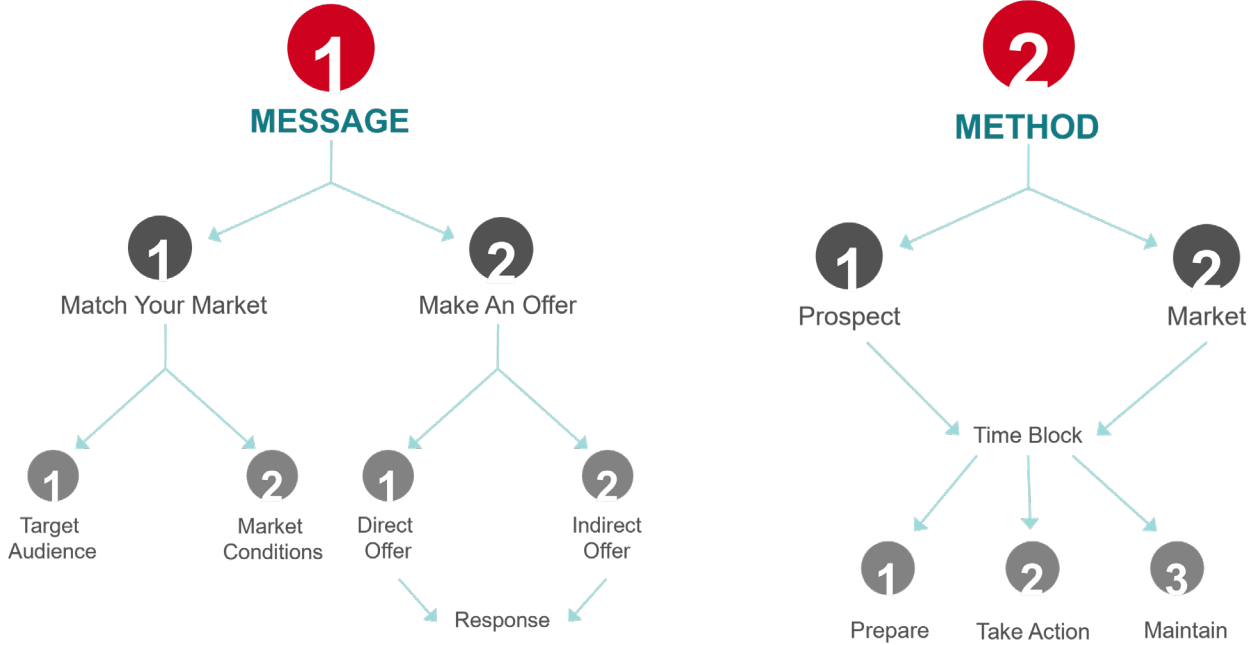 1
MESSAGE
1
Match Your Market
2
Make An Offer
1
Target
Audience
2
Market
Conditions
1
Direct
Offer
2
Indirect
Offer
Response
2
METHOD
1
Prospect
2
Market
Time Block
1
Prepare
2
Take Action
3
Maintain